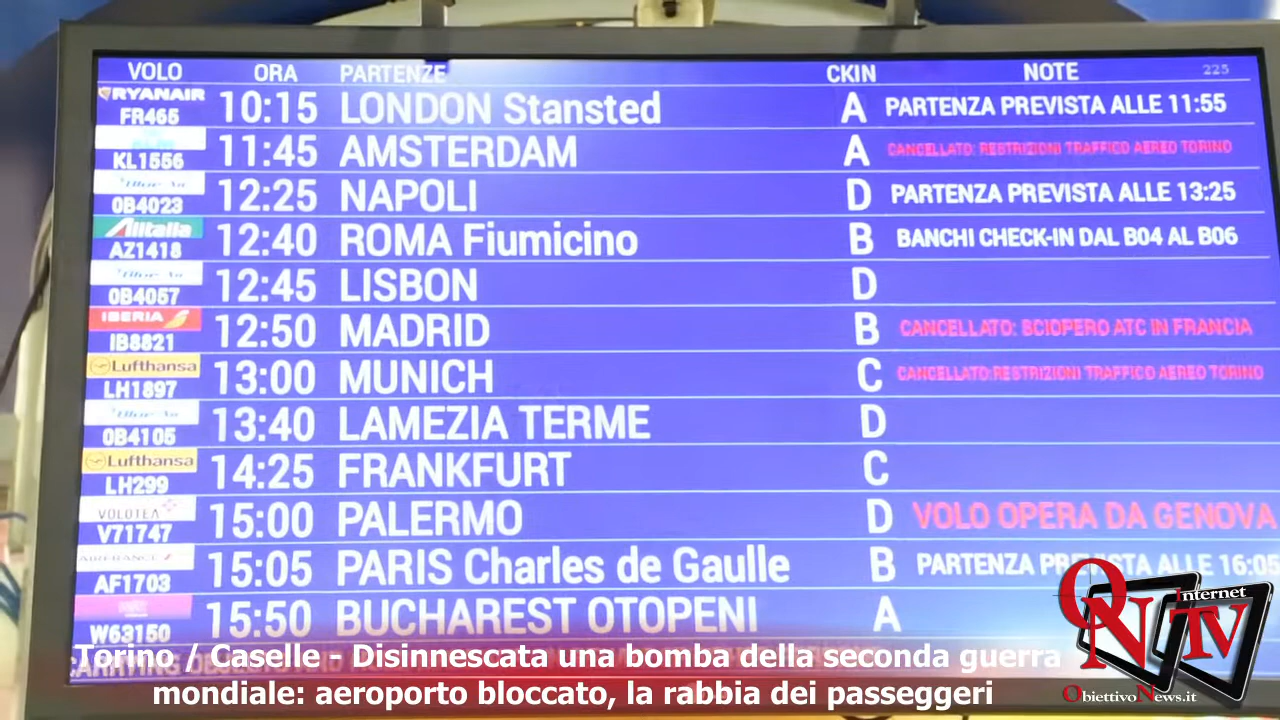 VOLO ORA PARTENZE CKIN NOTE 225
RYANAIR
FR465 10:15 LONDON Stansted A PARTENZA PREVISTA ALLE 11:55
KL1556 11:45 AMSTERDAM A CANCELLATO: RESTRIZIONI TRAFFICO AEREO TORINO
Blue Air
0B4023 12:25 NAPOLI D PARTENZA PREVISTA ALLE 13:25
Alitalia
AZ1418 12:40 ROMA Fiumicino B BANCHI CHECK-IN DAL B04 AL B06
Blue Air
0B4057 12:45 LISBON D
IBERIA
IB8821 12:50 MADRID B CANCELLATO: SCIOPERO ATC IN FRANCIA
Lufthansa
LH1897 13:00 MUNICH C CANCELLATO:RESTRIZIONI TRAFFICO AEREO TORINO
Blue Air
0B4105 13:40 LAMEZIA TERME D
Lufthansa
LH299 14:25 FRANKFURT C
VOLOTEA
V71747 15:00 PALERMO D VOLO OPERA DA GENOVA
AIRFRANCE
AF1703 15:05 PARIS Charles de Gaulle B PARTENZA PREVISTA ALLE 16:05
W63150 15:50 BUCHAREST OTOPENI A
CARRYING
Torino / Caselle - Disinnescata una bomba della seconda guerra
mondiale: aeroporto bloccato, la rabbia dei passeggeri
ON Internet TV
ObiettivoNews.it